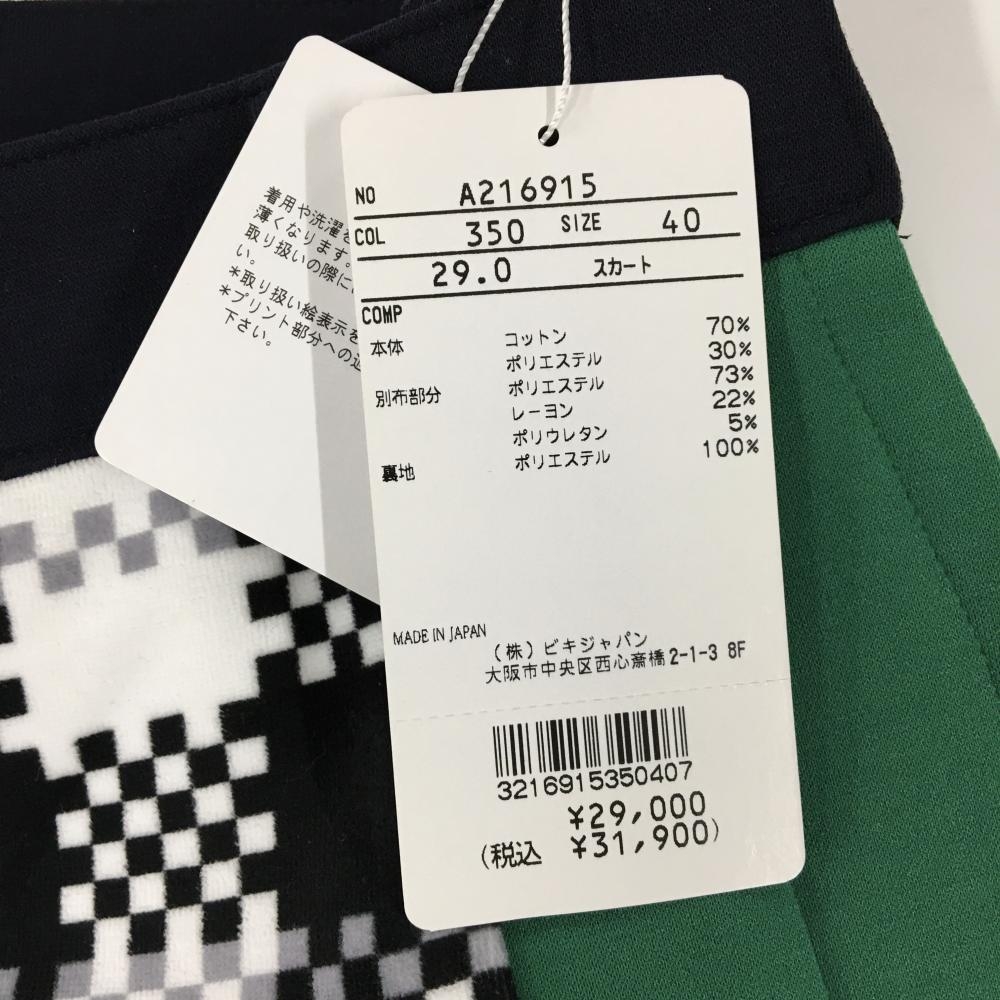 着用や洗濯を
薄くなります。
取り扱いの際に
い。
*取り扱い絵表示を
*プリント部分への
下さい。
NO A216915
COL 350 SIZE 40
29.0 スカート
COMP
本体 コットン 70%
ポリエステル 30%
別布部分 ポリエステル 73%
レーヨン 22%
ポリウレタン 5%
裏地 ポリエステル 100%
MADE IN JAPAN
(株)ビキジャパン
大阪市中央区西心斎橋2-1-3 8F
3216915350407
¥29,000
(税込 ¥31,900)